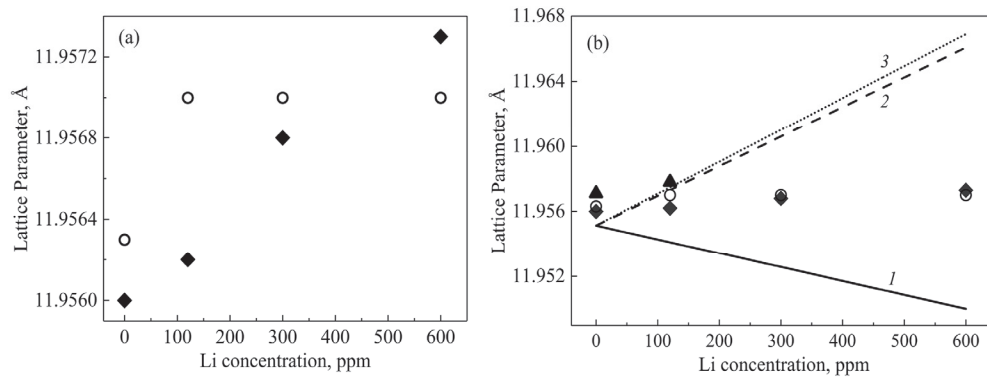 (a)
11.9572
11.9568
11.9564
11.9560
Lattice Parameter, Å
0 100 200 300 400 500 600
Li concentration, ppm
(b)
11.968
11.964
11.960
11.956
11.952
Lattice Parameter, Å
3
2
1
0 100 200 300 400 500 600
Li concentration, ppm